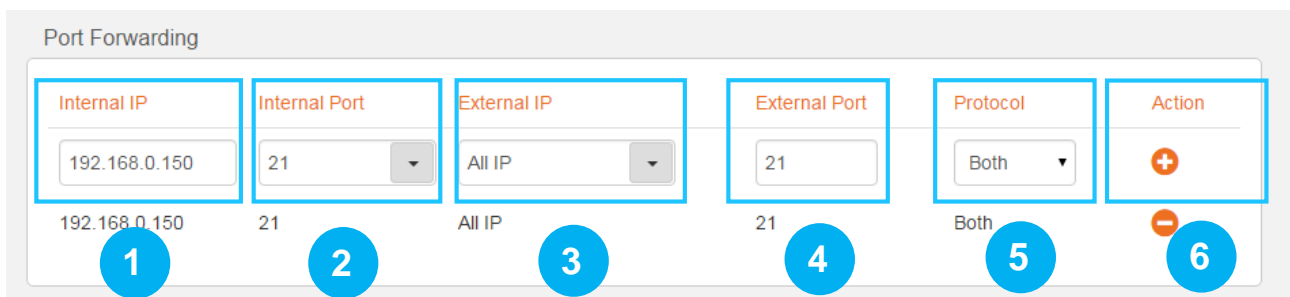 Port Forwarding
Internal IP Internal Port External IP External Port Protocol Action
192.168.0.150 21 All IP 21 Both
192.168.0.150 21 All IP 21 Both
1 2 3 4 5 6